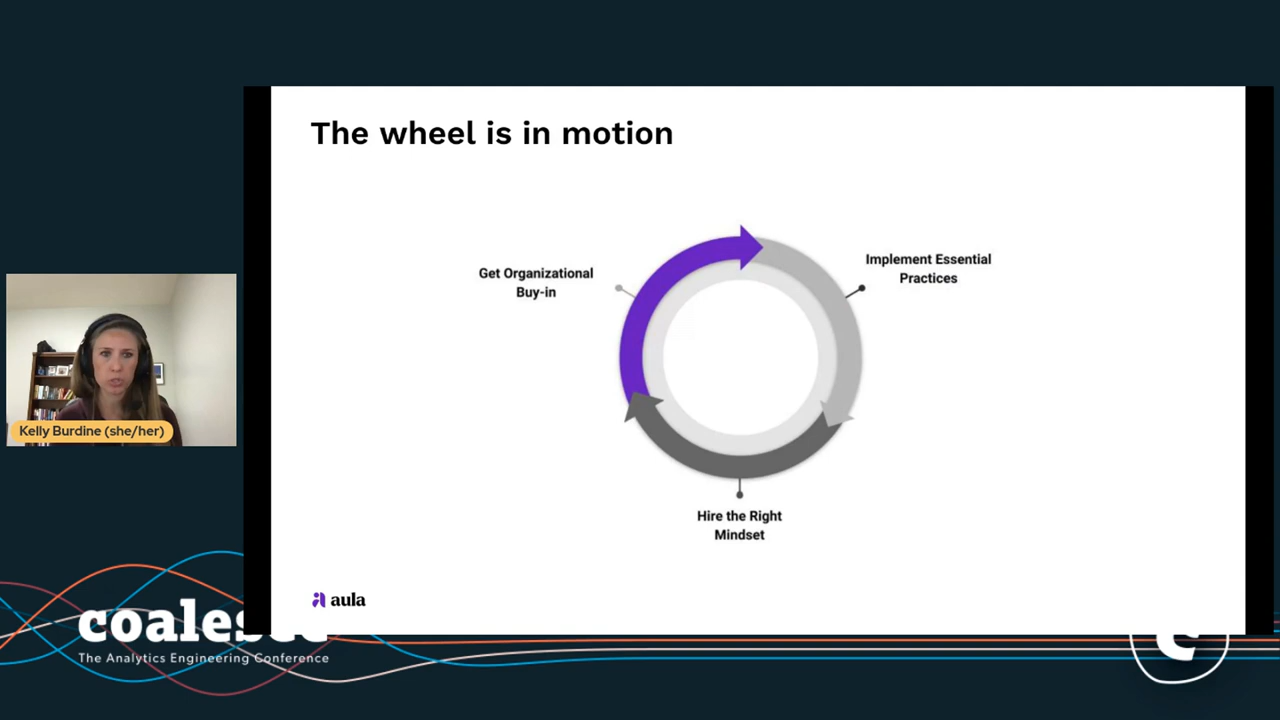 The wheel is in motion
Get Organizational
Buy-in
Implement Essential
Practices
Hire the Right
Mindset
aula
Kelly Burdine (she/her)
coalesce
The Analytics Engineering Conference